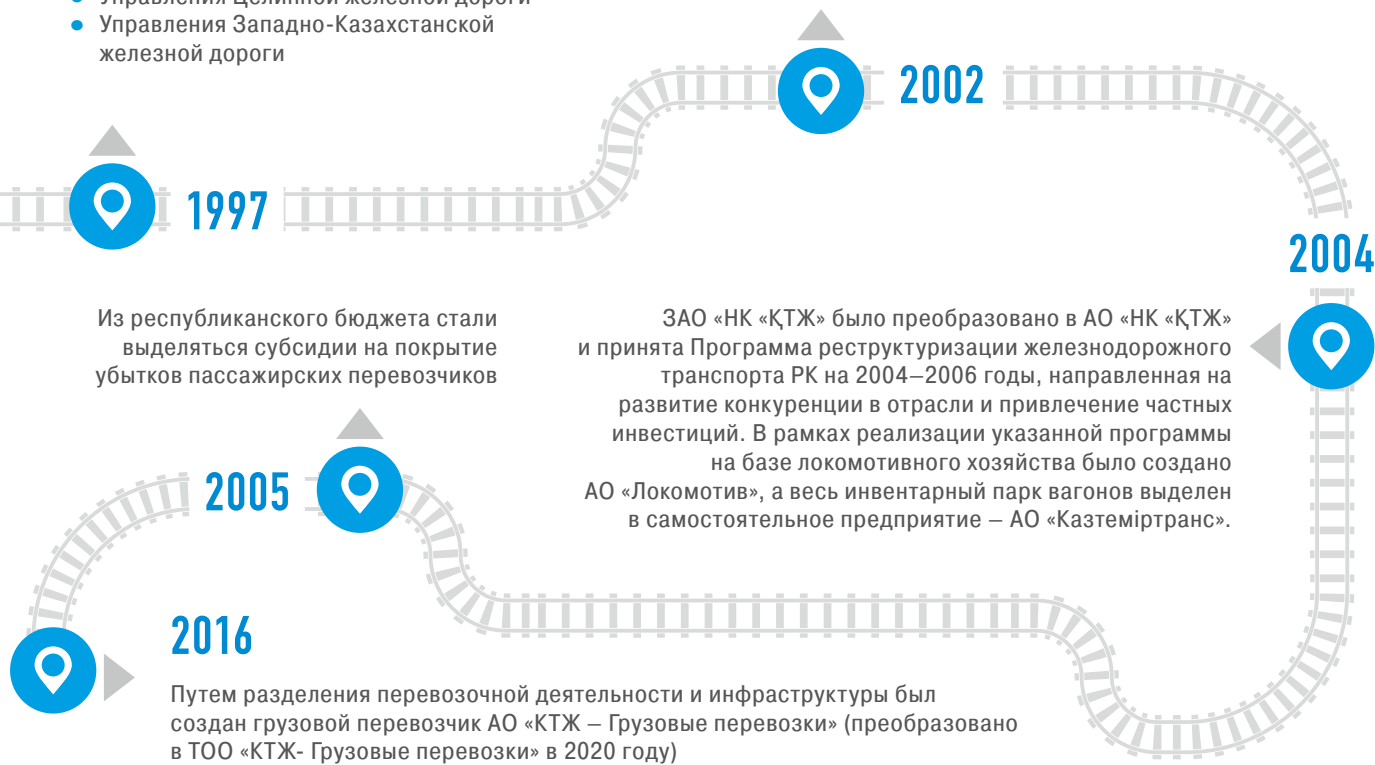 Управления Целинной железной дороги
● Управления Западно-Казахстанской
железной дороги
1997
2002
2004
ЗАО «НК «ҚТЖ» было преобразовано в АО «НК «ҚТЖ»
и принята Программа реструктуризации железнодорожного
транспорта РК на 2004–2006 годы, направленная на
развитие конкуренции в отрасли и привлечение частных
инвестиций. В рамках реализации указанной программы
на базе локомотивного хозяйства было создано
АО «Локомотив», а весь инвентарный парк вагонов выделен
в самостоятельное предприятие – АО «Казтеміртранс».
Из республиканского бюджета стали
выделяться субсидии на покрытие
убытков пассажирских перевозчиков
2005
2016
Путем разделения перевозочной деятельности и инфраструктуры был
создан грузовой перевозчик АО «КТЖ – Грузовые перевозки» (преобразовано
в ТОО «КТЖ- Грузовые перевозки» в 2020 году)